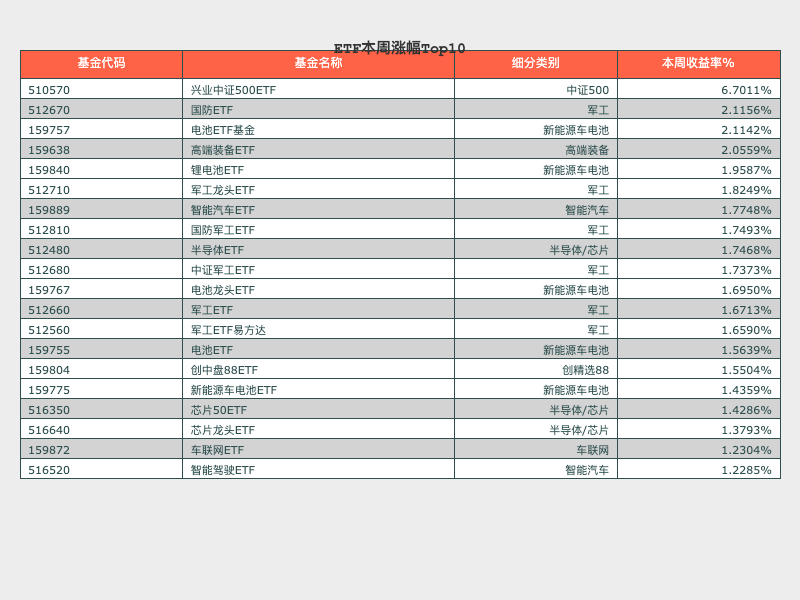 ETF本周涨幅Top10
基金代码 基金名称 细分类别 本周收益率%
510570 兴业中证500ETF 中证500 6.7011%
512670 国防ETF 军工 2.1156%
159757 电池ETF基金 新能源车电池 2.1142%
159638 高端装备ETF 高端装备 2.0559%
159840 锂电池ETF 新能源车电池 1.9587%
512710 军工龙头ETF 军工 1.8249%
159889 智能汽车ETF 智能汽车 1.7748%
512810 国防军工ETF 军工 1.7493%
512480 半导体ETF 半导体/芯片 1.7468%
512680 中证军工ETF 军工 1.7373%
159767 电池龙头ETF 新能源车电池 1.6950%
512660 军工ETF 军工 1.6713%
512560 军工ETF易方达 军工 1.6590%
159755 电池ETF 新能源车电池 1.5639%
159804 创中盘88ETF 创精选88 1.5504%
159775 新能源车电池ETF 新能源车电池 1.4359%
516350 芯片50ETF 半导体/芯片 1.4286%
516640 芯片龙头ETF 半导体/芯片 1.3793%
159872 车联网ETF 车联网 1.2304%
516520 智能驾驶ETF 智能汽车 1.2285%